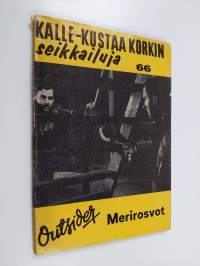 KALLE-KUSTAA KORKIN
seikkailuja
66
Outsider
Merirosvot